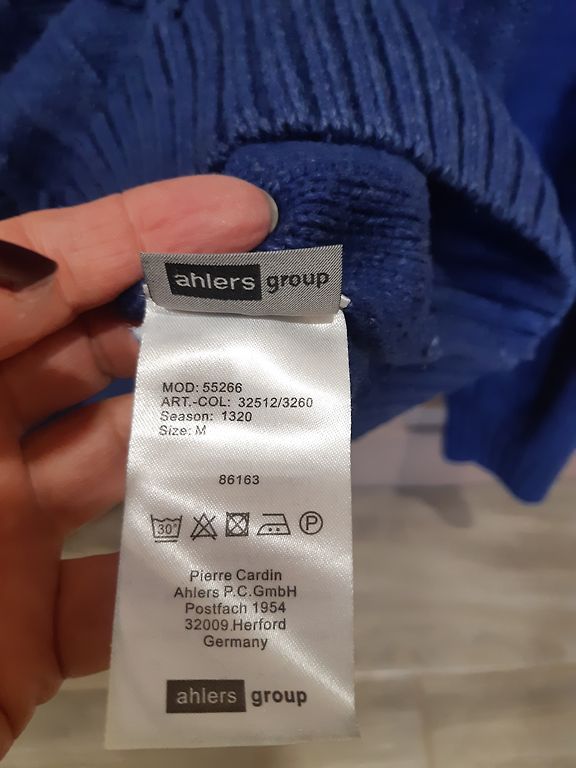 ahlers group
MOD: 55266
ART.-COL: 32512/3260
Season: 1320
Size: M
86163
30°
P
Pierre Cardin
Ahlers P.C.GmbH
Postfach 1954
32009 Herford
Germany
ahlers group